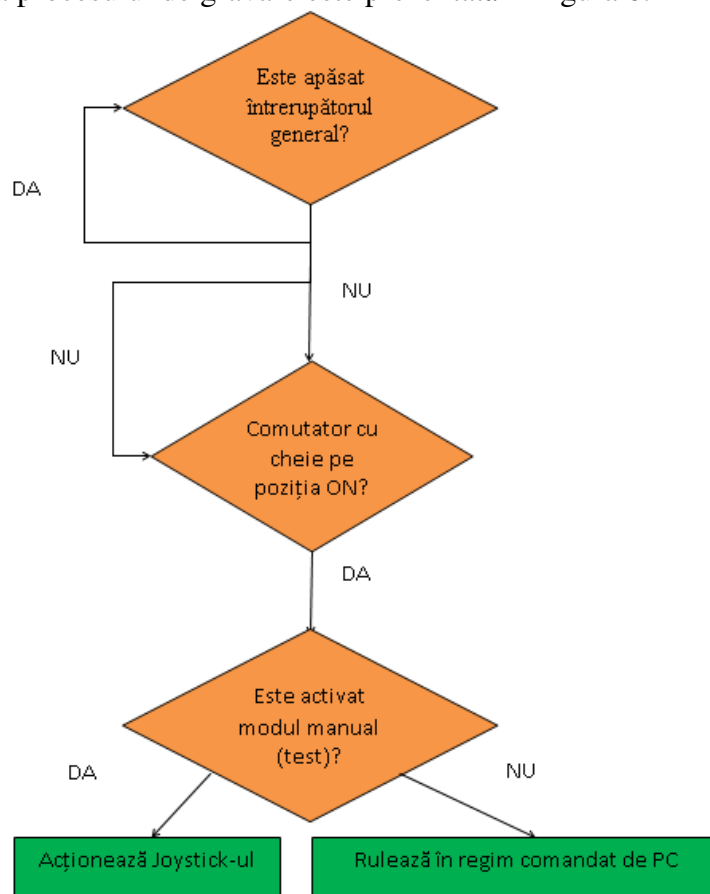 Este apăsat
întrerupătorul
general?
DA
NU
NU
Comutator cu
cheie pe
poziția ON?
DA
Este activat
modul manual
(test)?
DA
NU
Acționează Joystick-ul
Rulează în regim comandat de PC